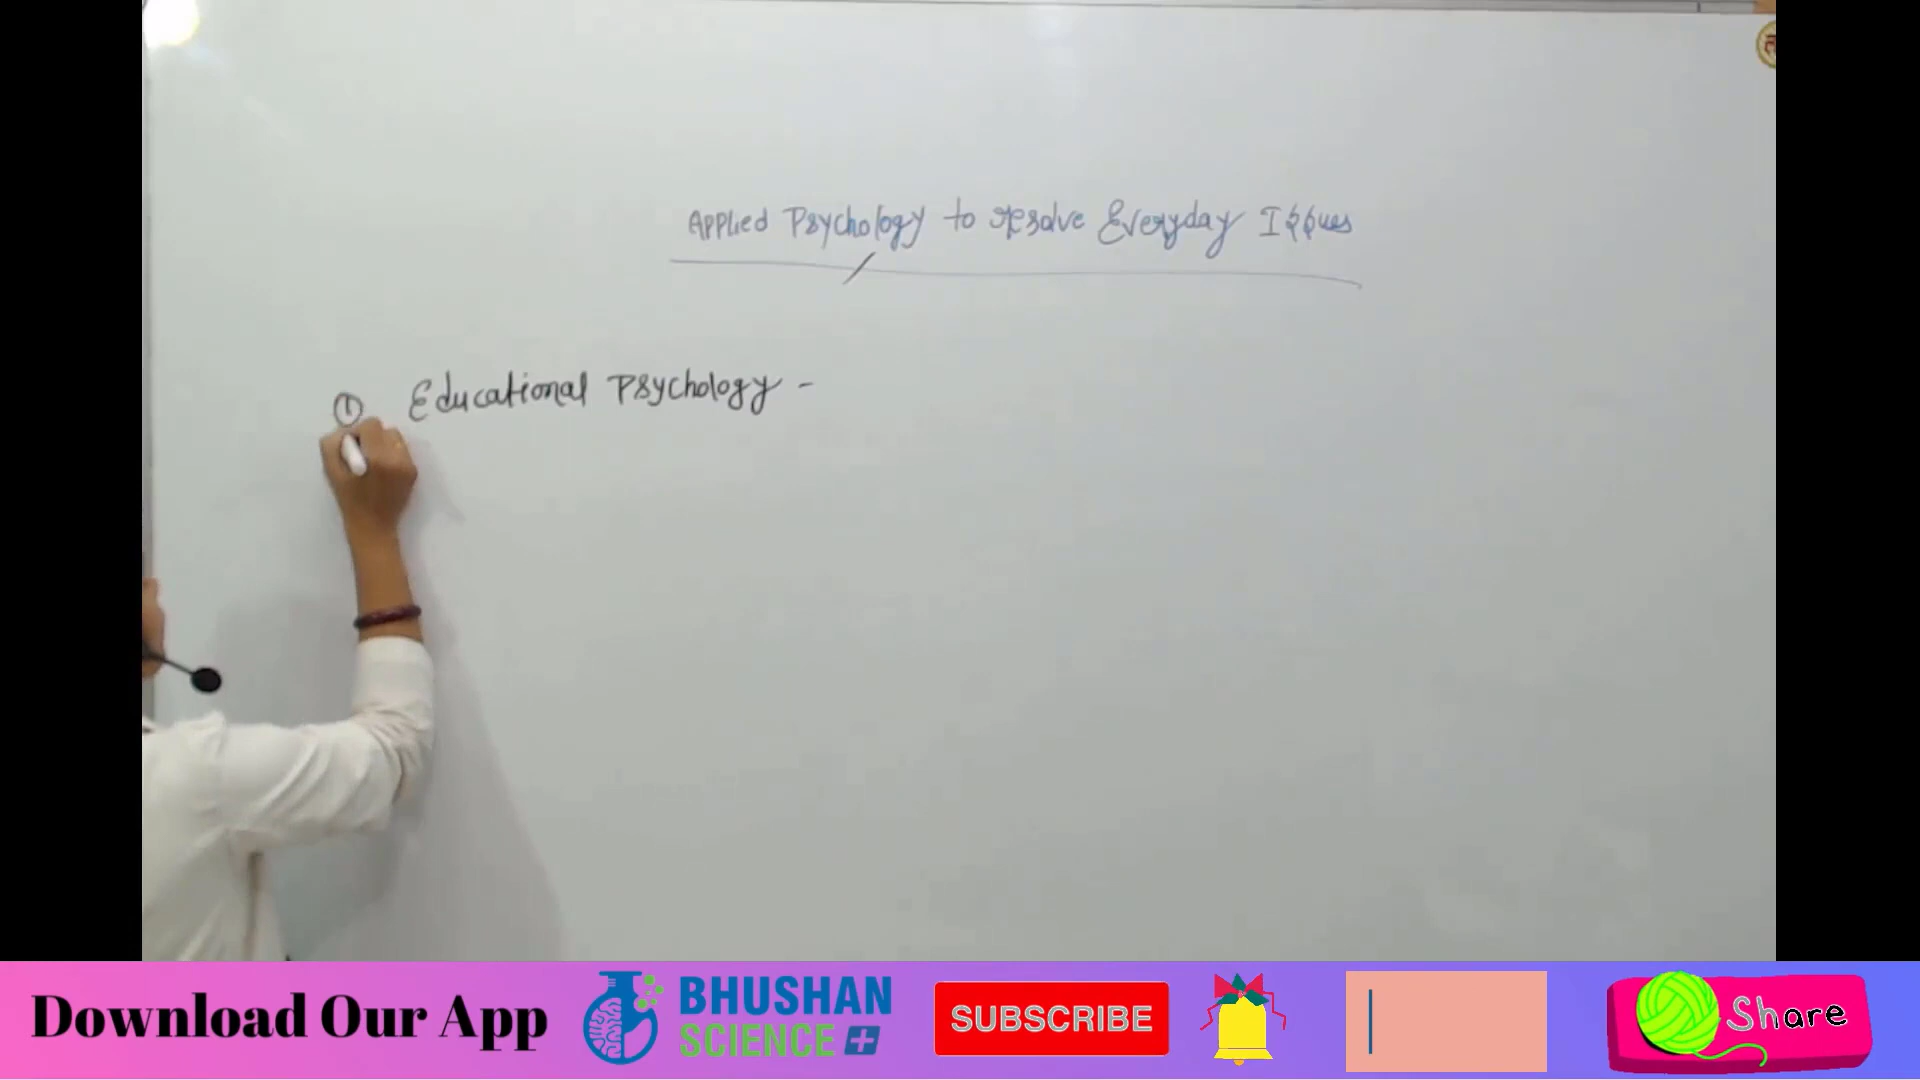 त
Applied Psychology to resolve Everyday Issues
① Educational Psychology -
Download Our App
BHUSHAN
SCIENCE +
SUBSCRIBE
Share